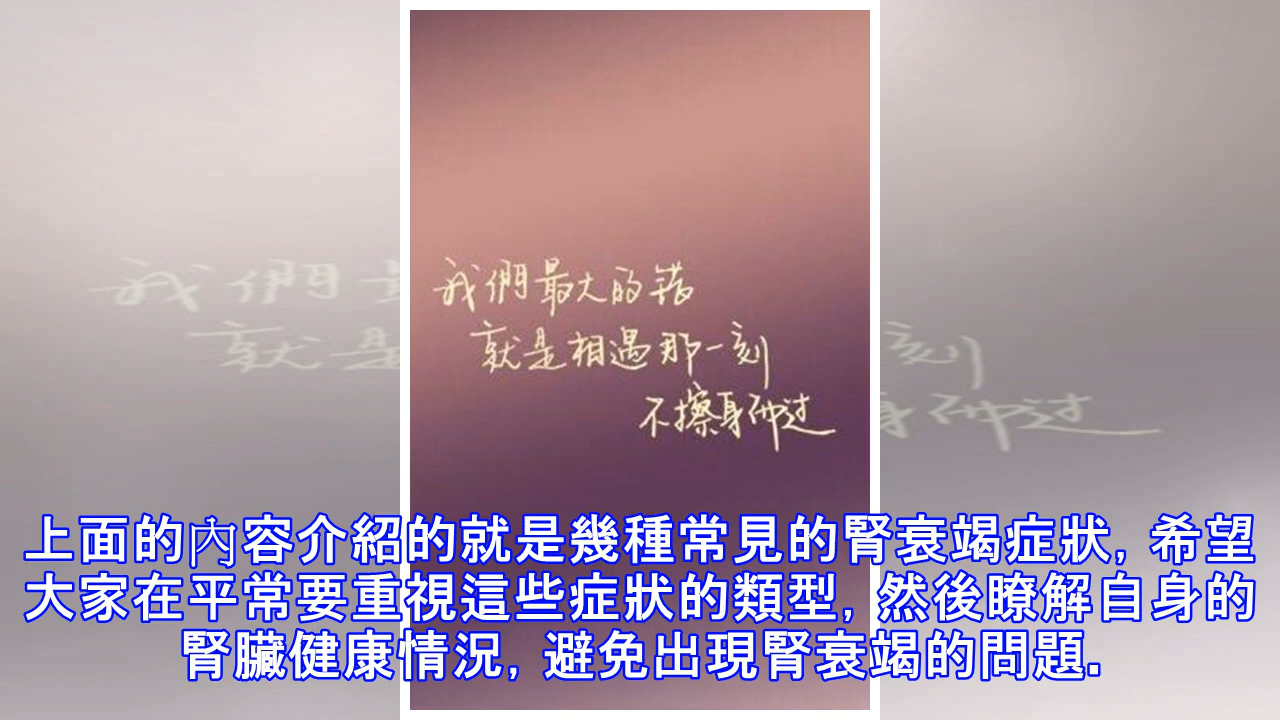 我們最大的錯
就是相遇那一刻
不擦身而过
上面的內容介紹的就是幾種常見的腎衰竭症狀, 希望
大家在平常要重視這些症狀的類型, 然後瞭解自身的
腎臟健康情況, 避免出現腎衰竭的問題.